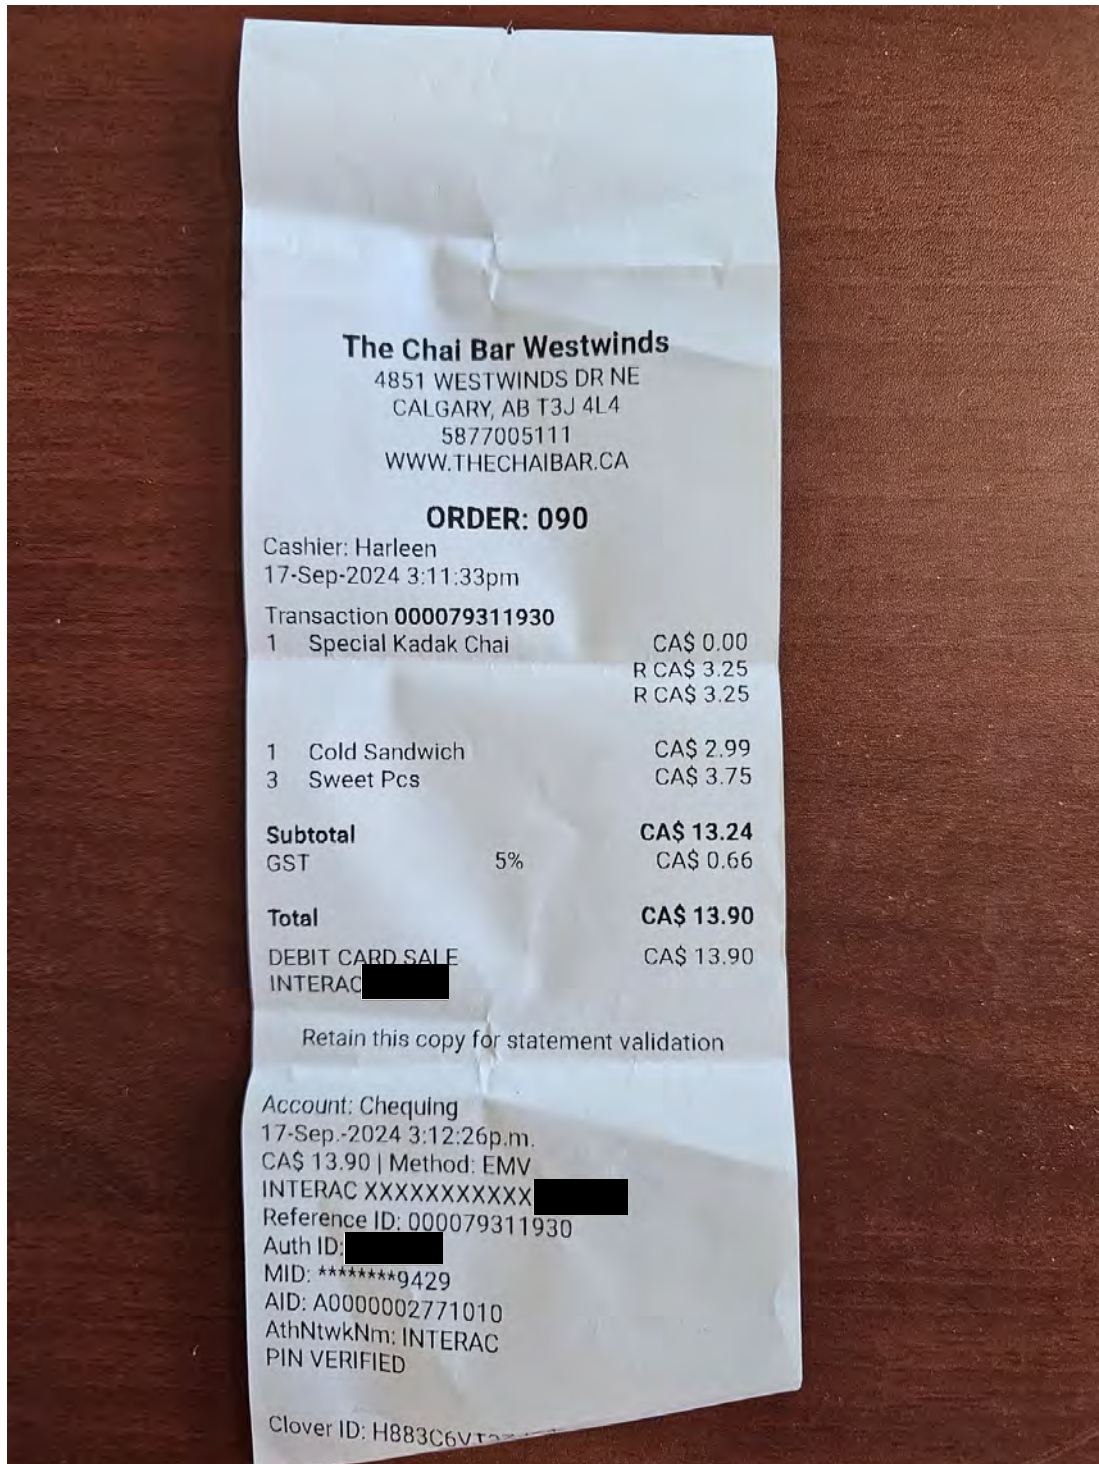 The Chai Bar Westwinds
4851 WESTWINDS DR NE
CALGARY, AB T3J 4L4
5877005111
WWW.THECHAIBAR.CA
ORDER: 090
Cashier: Harleen
17-Sep-2024 3:11:33pm
Transaction 000079311930
1 Special Kadak Chai CA$ 0.00
R CA$ 3.25
R CA$ 3.25
1 Cold Sandwich CA$ 2.99
3 Sweet Pcs CA$ 3.75
Subtotal CA$ 13.24
GST 5% CA$ 0.66
Total CA$ 13.90
DEBIT CARD SALE CA$ 13.90
INTERAC
Retain this copy for statement validation
Account: Chequing
17-Sep.-2024 3:12:26p.m.
CA$ 13.90 | Method: EMV
INTERAC XXXXXXXXXXXX
Reference ID: 000079311930
Auth ID:
MID: ********9429
AID: A0000002771010
AthNtwkNm: INTERAC
PIN VERIFIED
Clover ID: